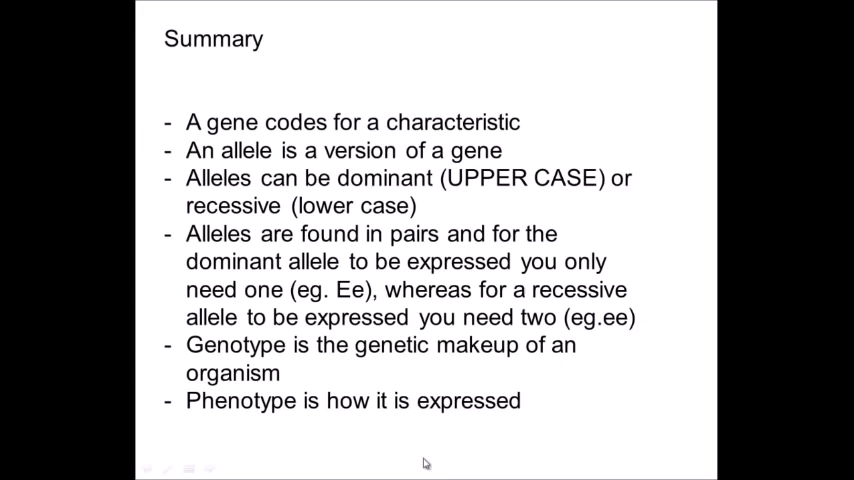 Summary
- A gene codes for a characteristic
- An allele is a version of a gene
- Alleles can be dominant (UPPER CASE) or
recessive (lower case)
- Alleles are found in pairs and for the
dominant allele to be expressed you only
need one (eg. Ee), whereas for a recessive
allele to be expressed you need two (eg.ee)
- Genotype is the genetic makeup of an
organism
- Phenotype is how it is expressed